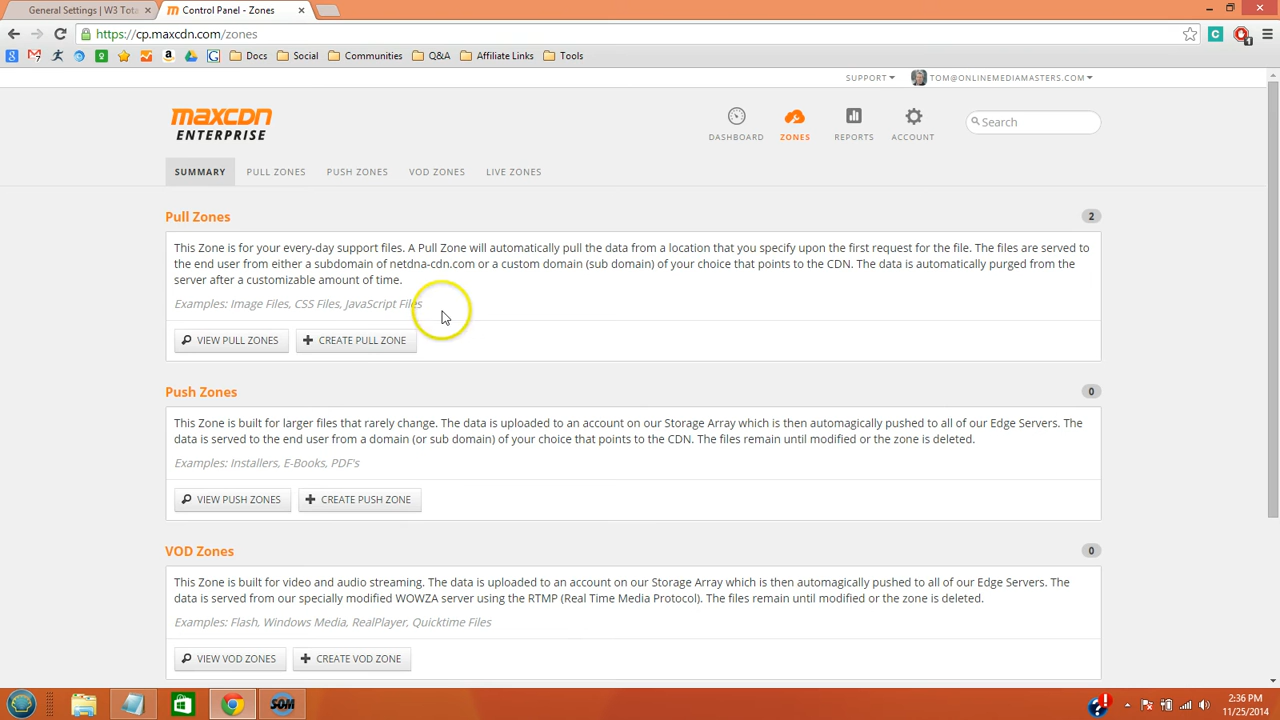 General Settings | W3 Tota
Control Panel - Zones
https://cp.maxcdn.com/zones
Docs
Social
Communities
Q&A
Affiliate Links
Tools
SUPPORT
TOM@ONLINEMEDIAMASTERS.COM
maxcdn
ENTERPRISE
DASHBOARD
ZONES
REPORTS
ACCOUNT
Search
SUMMARY
PULL ZONES
PUSH ZONES
VOD ZONES
LIVE ZONES
Pull Zones
2
This Zone is for your every-day support files. A Pull Zone will automatically pull the data from a location that you specify upon the first request for the file. The files are served to
the end user from either a subdomain of netdna-cdn.com or a custom domain (sub domain) of your choice that points to the CDN. The data is automatically purged from the
server after a customizable amount of time.
Examples: Image Files, CSS Files, JavaScript Files
VIEW PULL ZONES
CREATE PULL ZONE
Push Zones
0
This Zone is built for larger files that rarely change. The data is uploaded to an account on our Storage Array which is then automagically pushed to all of our Edge Servers. The
data is served to the end user from a domain (or sub domain) of your choice that points to the CDN. The files remain until modified or the zone is deleted.
Examples: Installers, E-Books, PDF's
VIEW PUSH ZONES
CREATE PUSH ZONE
VOD Zones
0
This Zone is built for video and audio streaming. The data is uploaded to an account on our Storage Array which is then automagically pushed to all of our Edge Servers. The
data is served from our specially modified WOWZA server using the RTMP (Real Time Media Protocol). The files remain until modified or the zone is deleted.
Examples: Flash, Windows Media, RealPlayer, Quicktime Files
VIEW VOD ZONES
CREATE VOD ZONE
SOM
2:36 PM
11/25/2014